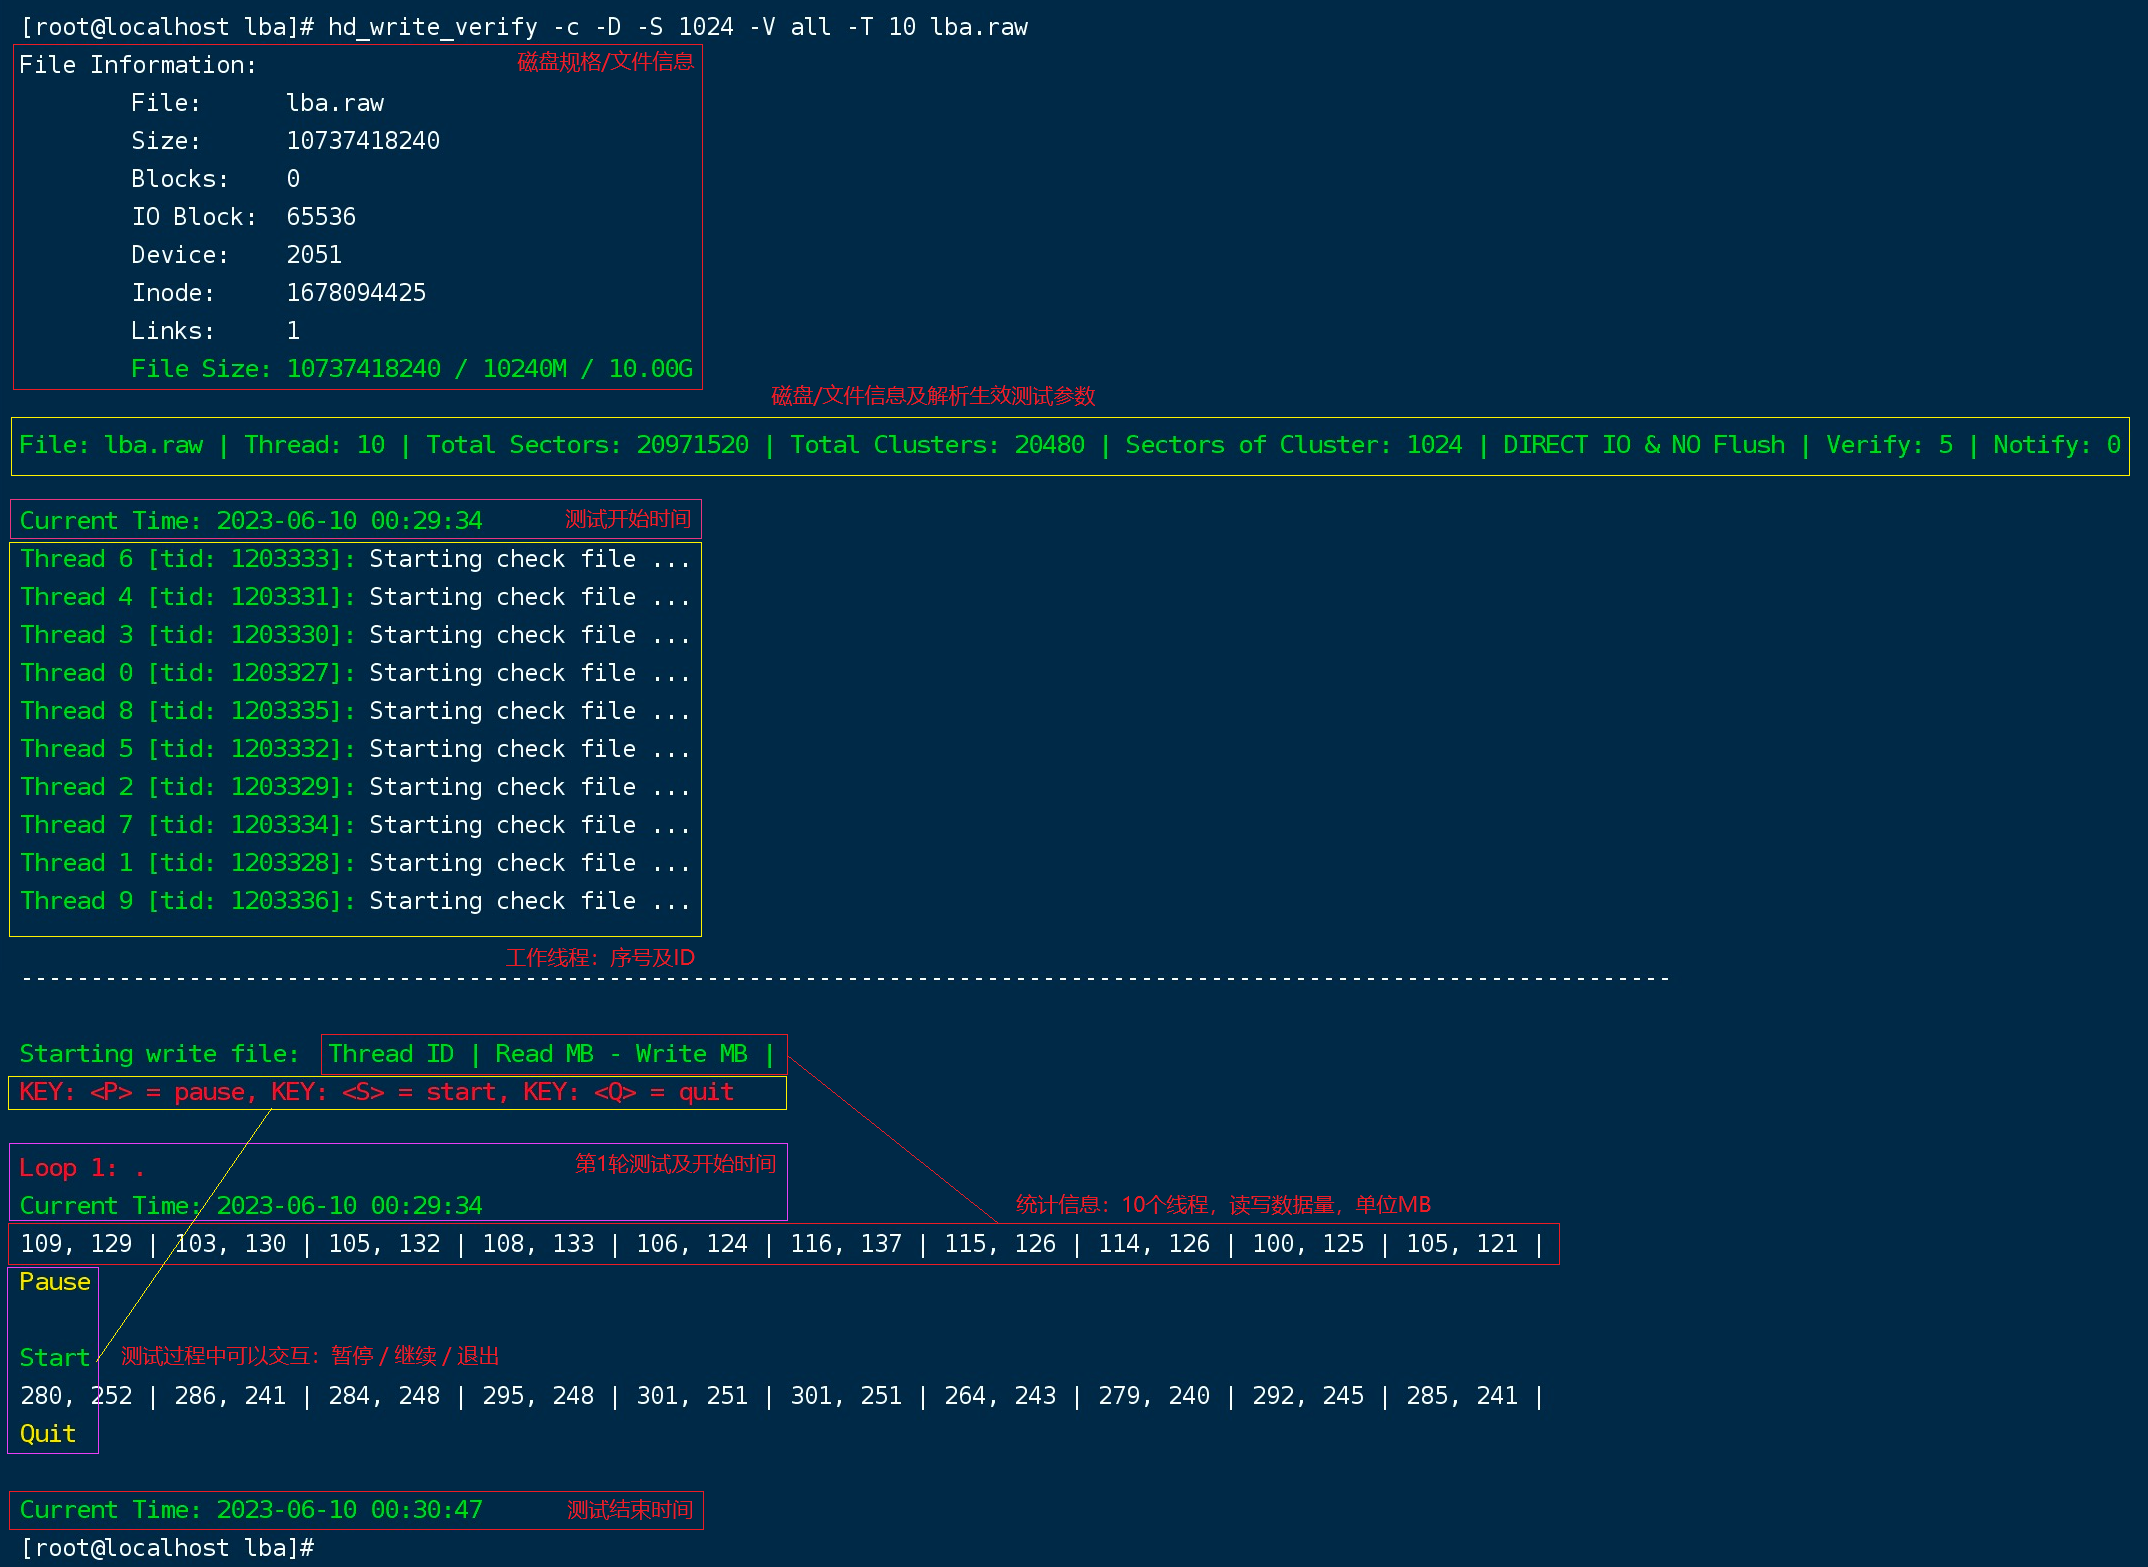 [root@localhost lba]# hd_write_verify -c -D -S 1024 -V all -T 10 lba.raw
File Information:
磁盘规格/文件信息
File: lba.raw
Size: 10737418240
Blocks: 0
IO Block: 65536
Device: 2051
Inode: 1678094425
Links: 1
File Size: 10737418240 / 10240M / 10.00G
磁盘/文件信息及解析生效测试参数
File: lba.raw | Thread: 10 | Total Sectors: 20971520 | Total Clusters: 20480 | Sectors of Cluster: 1024 | DIRECT IO & NO Flush | Verify: 5 | Notify: 0
Current Time: 2023-06-10 00:29:34
测试开始时间
Thread 6 [tid: 1203333]: Starting check file ...
Thread 4 [tid: 1203331]: Starting check file ...
Thread 3 [tid: 1203330]: Starting check file ...
Thread 0 [tid: 1203327]: Starting check file ...
Thread 8 [tid: 1203335]: Starting check file ...
Thread 5 [tid: 1203332]: Starting check file ...
Thread 2 [tid: 1203329]: Starting check file ...
Thread 7 [tid: 1203334]: Starting check file ...
Thread 1 [tid: 1203328]: Starting check file ...
Thread 9 [tid: 1203336]: Starting check file ...
工作线程：序号及ID
----------------------------------------------------------------------------------------------------------------------
Starting write file: Thread ID | Read MB - Write MB |
KEY: <P> = pause, KEY: <S> = start, KEY: <Q> = quit
Loop 1: .
第1轮测试及开始时间
Current Time: 2023-06-10 00:29:34
统计信息：10个线程，读写数据量，单位MB
109, 129 | 103, 130 | 105, 132 | 108, 133 | 106, 124 | 116, 137 | 115, 126 | 114, 126 | 100, 125 | 105, 121 |
Pause
Start
测试过程中可以交互：暂停 / 继续 / 退出
280, 252 | 286, 241 | 284, 248 | 295, 248 | 301, 251 | 301, 251 | 264, 243 | 279, 240 | 292, 245 | 285, 241 |
Quit
Current Time: 2023-06-10 00:30:47
测试结束时间
[root@localhost lba]#